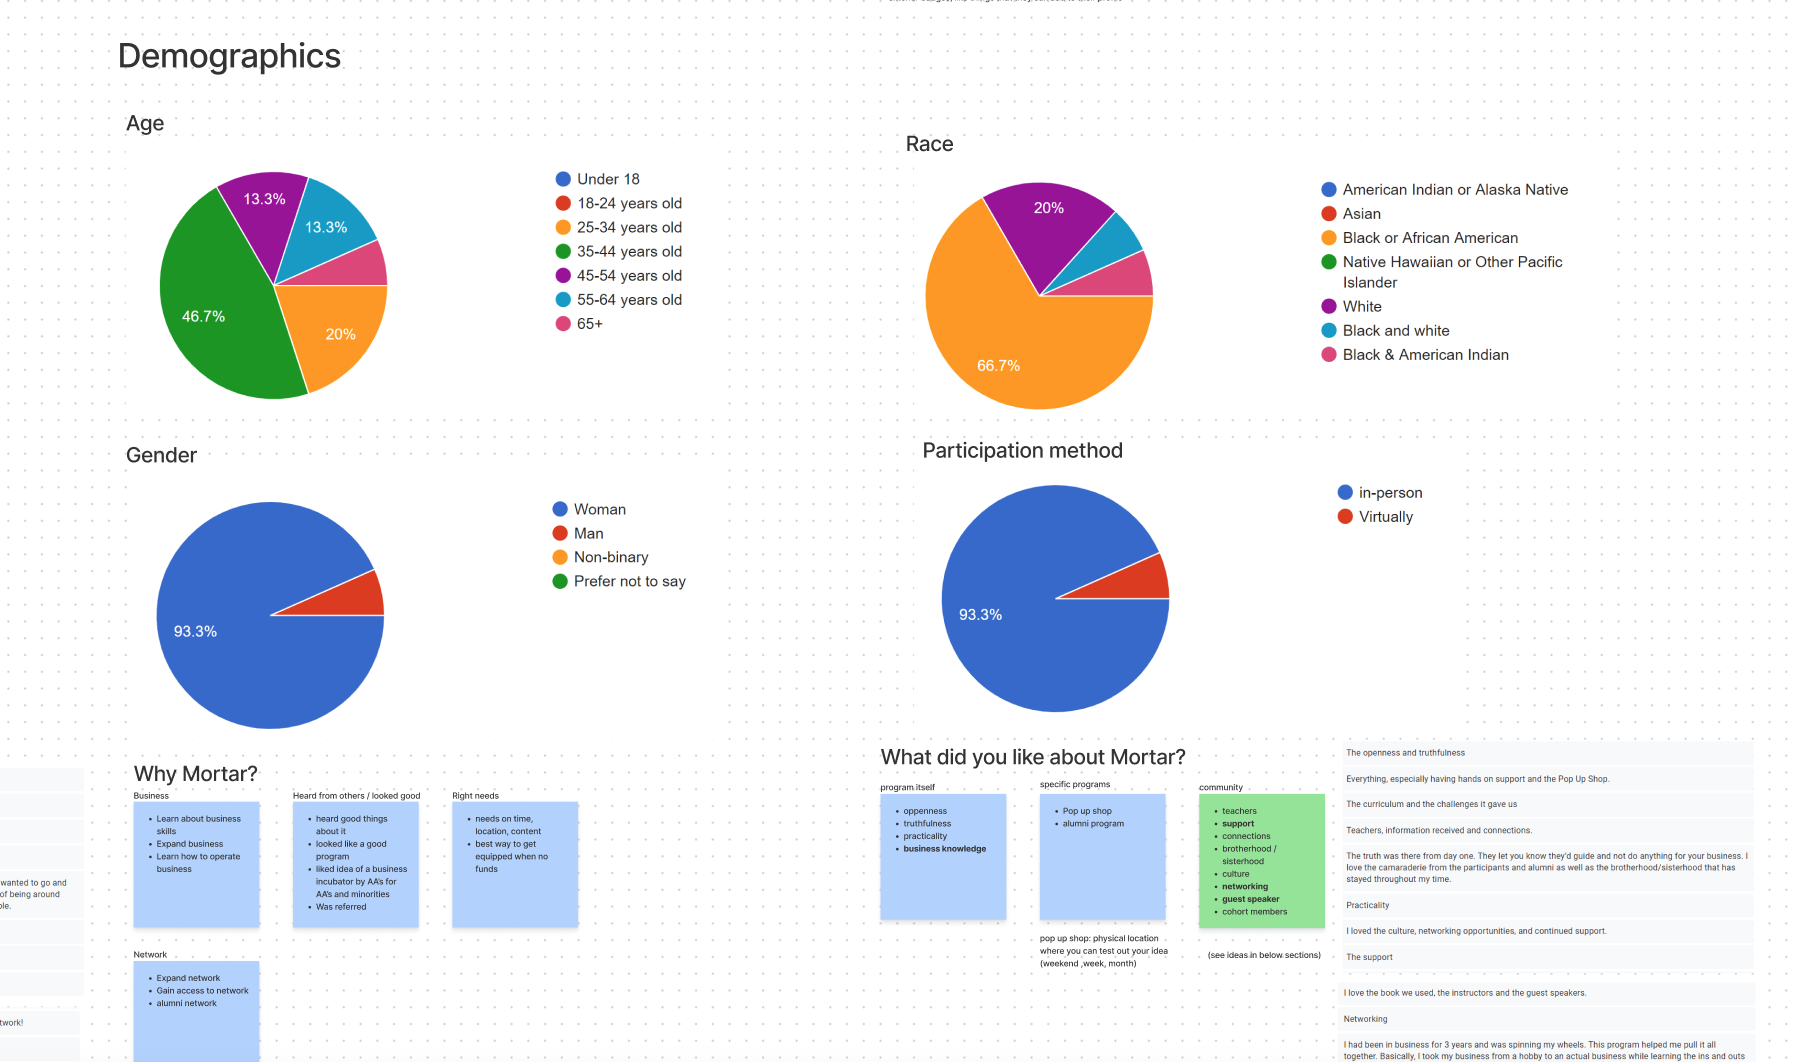 Demographics
Age
13.3%
13.3%
46.7%
20%
Under 18
18-24 years old
25-34 years old
35-44 years old
45-54 years old
55-64 years old
65+
Race
20%
66.7%
American Indian or Alaska Native
Asian
Black or African American
Native Hawaiian or Other Pacific
Islander
White
Black and white
Black & American Indian
Gender
93.3%
Woman
Man
Non-binary
Prefer not to say
Participation method
93.3%
in-person
Virtually
wanted to go and
of being around
twork!
Why Mortar?
Business
• Learn about business
skills
• Expand business
• Learn how to operate
business
Heard from others / looked good
• heard good things
about it
• looked like a good
program
• liked idea of a business
incubator by AA's for
AA's and minorities
• Was referred
Right needs
• needs on time,
location, content
• best way to get
equipped when no
funds
Network
• Expand network
• Gain access to network
• alumni network
What did you like about Mortar?
program itself
• oppenness
• truthfulness
• practicality
• business knowledge
specific programs
• Pop up shop
• alumni program
pop up shop: physical location
where you can test out your idea
(weekend ,week, month)
community
• teachers
• support
• connections
• brotherhood /
sisterhood
• culture
• networking
• guest speaker
• cohort members
(see ideas in below sections)
The openness and truthfulness
Everything, especially having hands on support and the Pop Up Shop.
The curriculum and the challenges it gave us
Teachers, information received and connections.
The truth was there from day one. They let you know they'd guide and not do anything for your business. I
love the camaraderie from the participants and alumni as well as the brotherhood/sisterhood that has
stayed throughout my time.
Practicality
I loved the culture, networking opportunities, and continued support.
The support
I love the book we used, the instructors and the guest speakers.
Networking
I had been in business for 3 years and was spinning my wheels. This program helped me pull it all
together. Basically, I took my business from a hobby to an actual business while learning the ins and outs